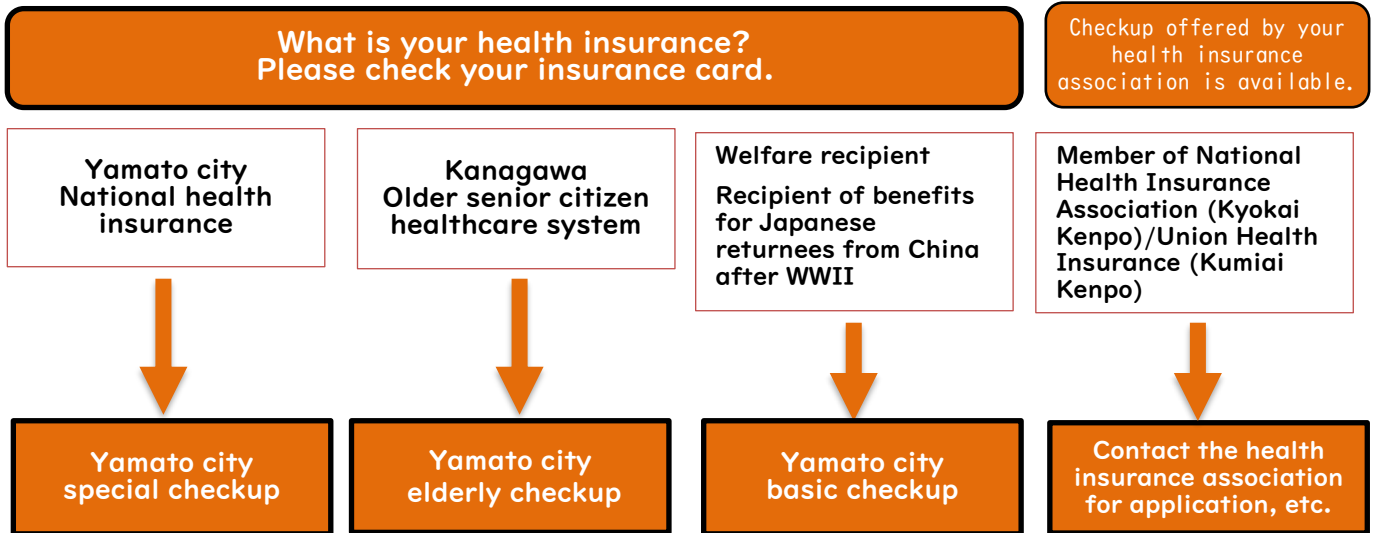 What is your health insurance?
Please check your insurance card.
Checkup offered by your
health insurance
association is available.
Yamato city
National health
insurance
Kanagawa
Older senior citizen
healthcare system
Welfare recipient
Recipient of benefits
for Japanese
returnees from China
after WWII
Member of National
Health Insurance
Association (Kyokai
Kenpo)/Union Health
Insurance (Kumiai
Kenpo)
Yamato city
special checkup
Yamato city
elderly checkup
Yamato city
basic checkup
Contact the health
insurance association
for application, etc.